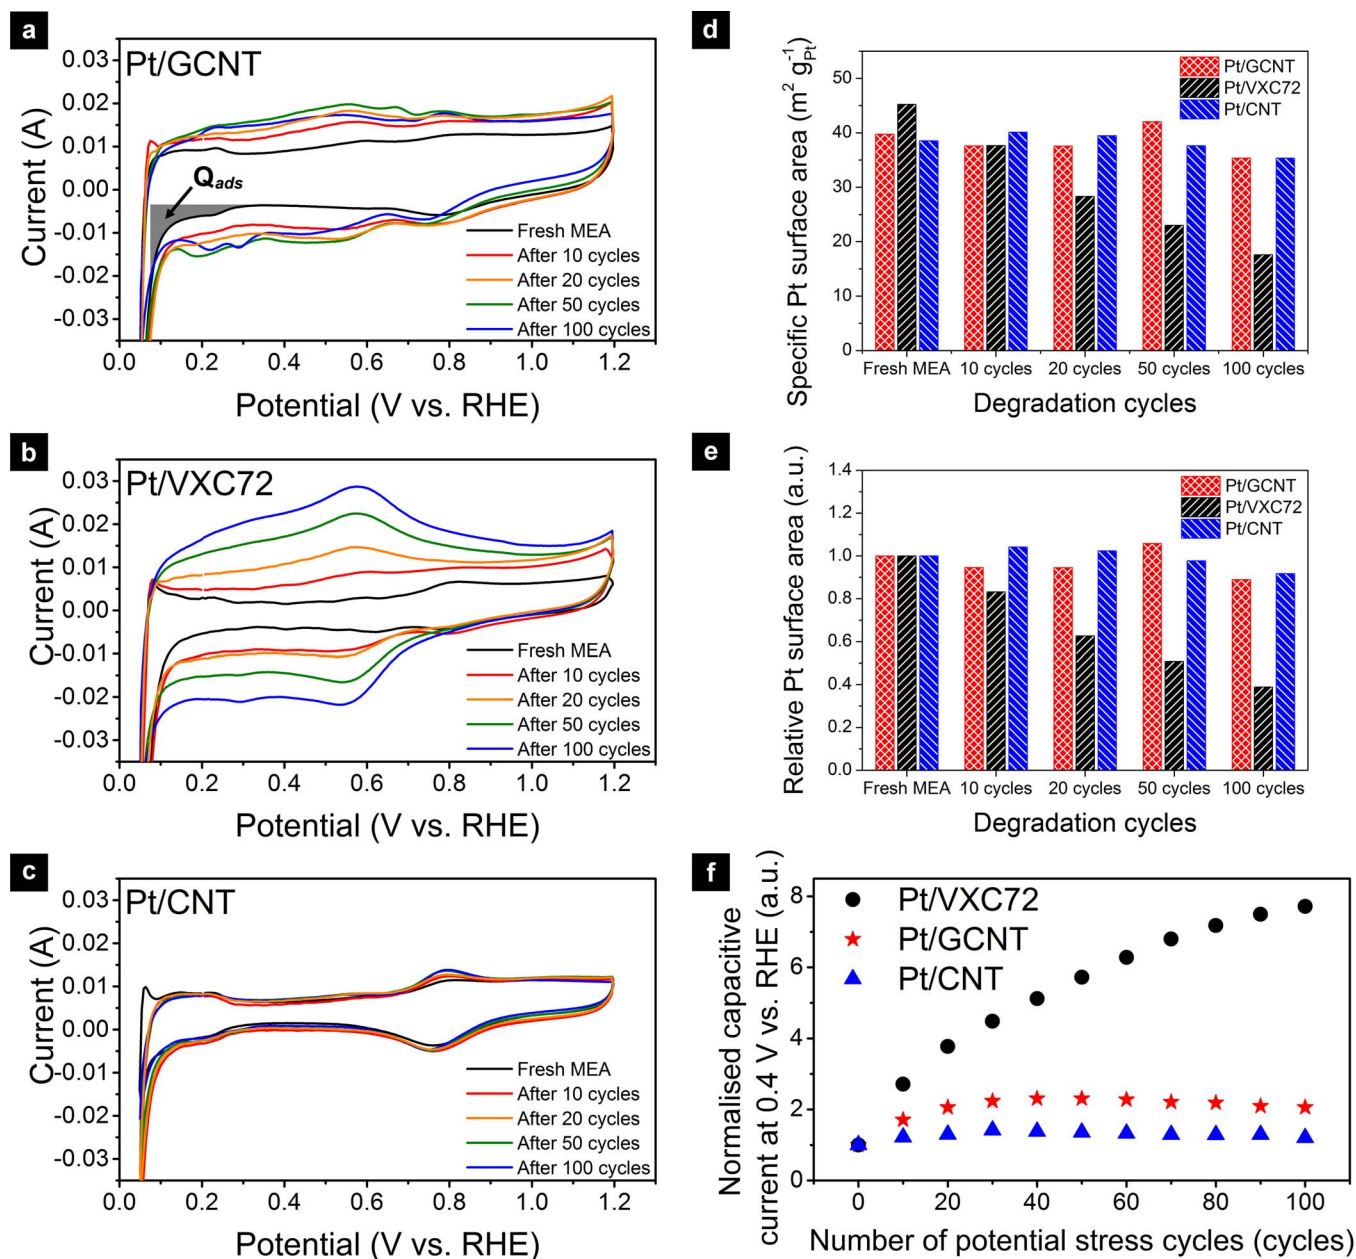 a
Pt/GCNT
Q_ads
Current (A)
0.03
0.02
0.01
0.00
-0.01
-0.02
-0.03
Fresh MEA
After 10 cycles
After 20 cycles
After 50 cycles
After 100 cycles
0.0 0.2 0.4 0.6 0.8 1.0 1.2
Potential (V vs. RHE)
b
Pt/VXC72
Current (A)
0.03
0.02
0.01
0.00
-0.01
-0.02
-0.03
Fresh MEA
After 10 cycles
After 20 cycles
After 50 cycles
After 100 cycles
0.0 0.2 0.4 0.6 0.8 1.0 1.2
Potential (V vs. RHE)
c
Pt/CNT
Current (A)
0.03
0.02
0.01
0.00
-0.01
-0.02
-0.03
Fresh MEA
After 10 cycles
After 20 cycles
After 50 cycles
After 100 cycles
0.0 0.2 0.4 0.6 0.8 1.0 1.2
Potential (V vs. RHE)
d
Specific Pt surface area (m² g⁻¹_Pt)
50
40
30
20
10
0
Pt/GCNT
Pt/VXC72
Pt/CNT
Fresh MEA 10 cycles 20 cycles 50 cycles 100 cycles
Degradation cycles
e
Relative Pt surface area (a.u.)
1.4
1.2
1.0
0.8
0.6
0.4
0.2
0.0
Pt/GCNT
Pt/VXC72
Pt/CNT
Fresh MEA 10 cycles 20 cycles 50 cycles 100 cycles
Degradation cycles
f
Normalised capacitive
current at 0.4 V vs. RHE (a.u.)
8
6
4
2
0
Pt/VXC72
Pt/GCNT
Pt/CNT
0 20 40 60 80 100
Number of potential stress cycles (cycles)